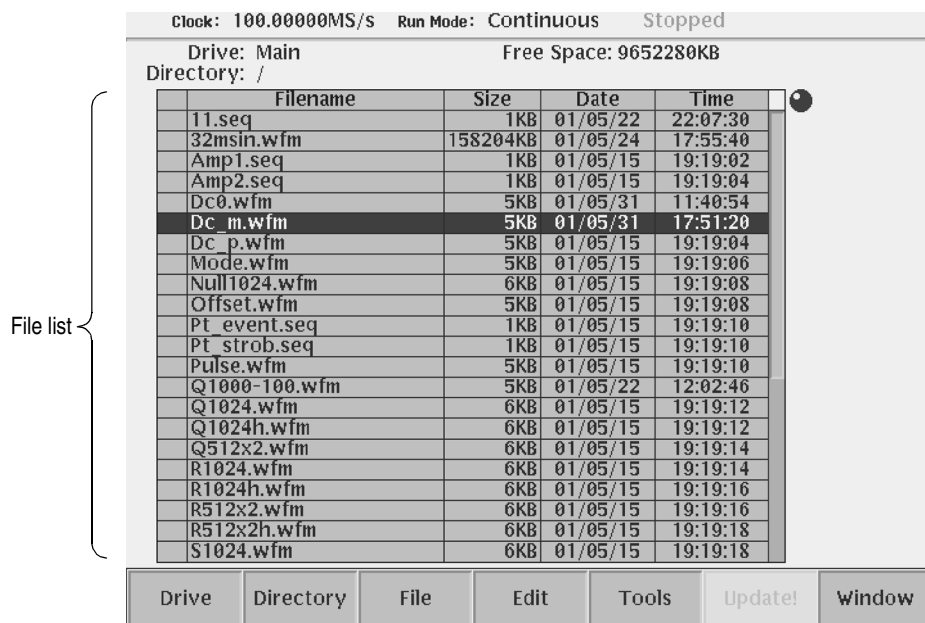 Clock: 100.00000MS/s Run Mode: Continuous Stopped
Drive: Main Free Space: 9652280KB
Directory: /
Filename Size Date Time
11.seq 1KB 01/05/22 22:07:30
32msin.wfm 158204KB 01/05/24 17:55:40
Amp1.seq 1KB 01/05/15 19:19:02
Amp2.seq 1KB 01/05/15 19:19:04
Dc0.wfm 5KB 01/05/31 11:40:54
Dc_m.wfm 5KB 01/05/31 17:51:20
Dc_p.wfm 5KB 01/05/15 19:19:04
Mode.wfm 5KB 01/05/15 19:19:06
Null1024.wfm 6KB 01/05/15 19:19:08
Offset.wfm 5KB 01/05/15 19:19:08
File list
Pt_event.seq 1KB 01/05/15 19:19:10
Pt_strob.seq 1KB 01/05/15 19:19:10
Pulse.wfm 5KB 01/05/15 19:19:10
Q1000-100.wfm 5KB 01/05/22 12:02:46
Q1024.wfm 6KB 01/05/15 19:19:12
Q1024h.wfm 6KB 01/05/15 19:19:12
Q512x2.wfm 6KB 01/05/15 19:19:14
R1024.wfm 6KB 01/05/15 19:19:14
R1024h.wfm 6KB 01/05/15 19:19:16
R512x2.wfm 6KB 01/05/15 19:19:16
R512x2h.wfm 6KB 01/05/15 19:19:18
S1024.wfm 6KB 01/05/15 19:19:18
Drive Directory File Edit Tools Update! Window